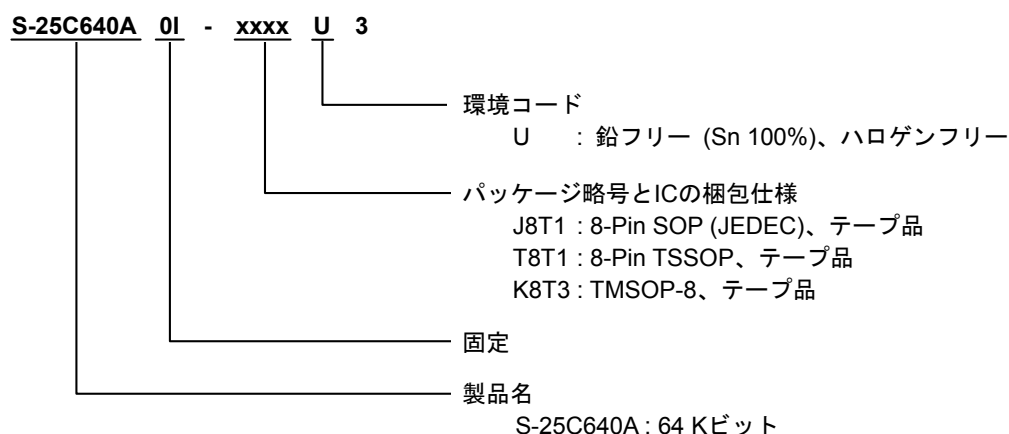 S-25C640A 0I - xxxx U 3
環境コード
U : 鉛フリー (Sn 100%)、ハロゲンフリー
パッケージ略号とICの梱包仕様
J8T1 : 8-Pin SOP (JEDEC)、テープ品
T8T1 : 8-Pin TSSOP、テープ品
K8T3 : TMSOP-8、テープ品
固定
製品名
S-25C640A : 64 Kビット